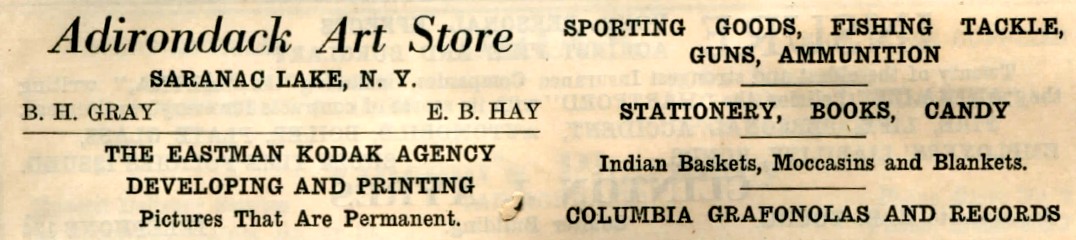 Adirondack Art Store
SARANAC LAKE, N. Y.
B. H. GRAY E. B. HAY
THE EASTMAN KODAK AGENCY
DEVELOPING AND PRINTING
Pictures That Are Permanent.
SPORTING GOODS, FISHING TACKLE,
GUNS, AMMUNITION
STATIONERY, BOOKS, CANDY
Indian Baskets, Moccasins and Blankets.
COLUMBIA GRAFONOLAS AND RECORDS